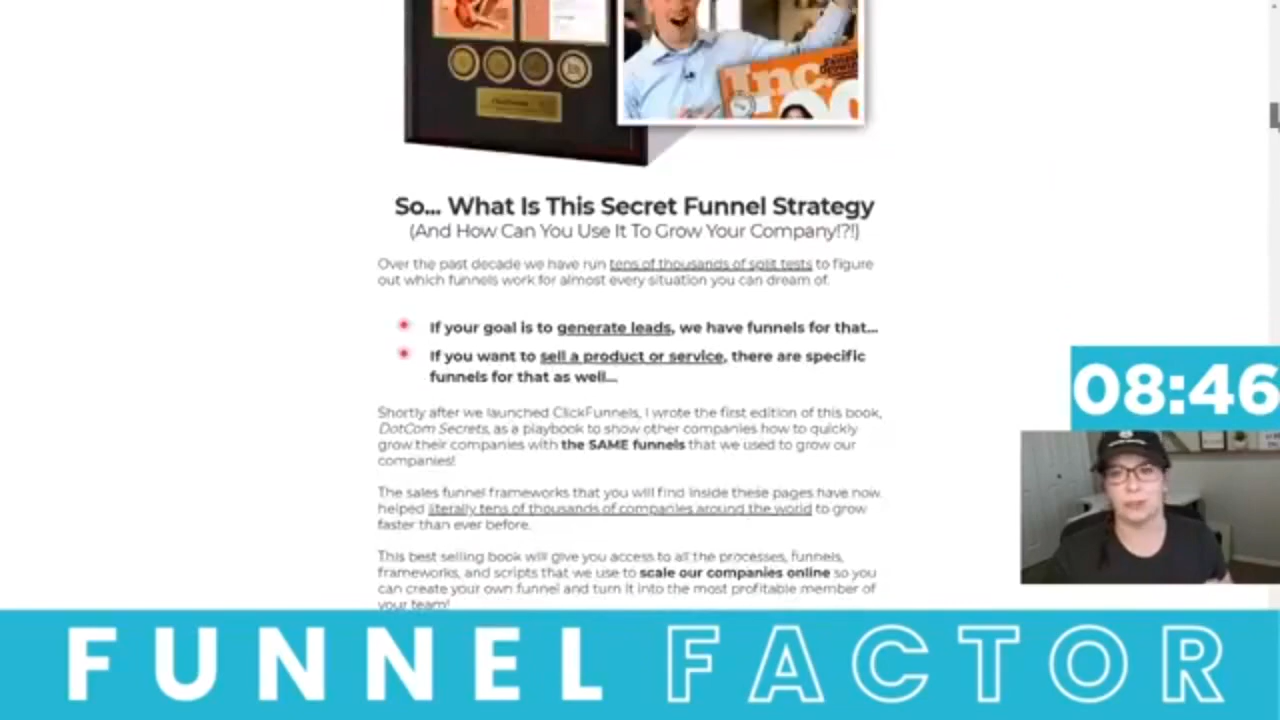 Inc.
So... What Is This Secret Funnel Strategy
(And How Can You Use It To Grow Your Company!?!)
Over the past decade we have run tens of thousands of split tests to figure
out which funnels work for almost every situation you can dream of.
If your goal is to generate leads, we have funnels for that...
If you want to sell a product or service, there are specific
funnels for that as well...
Shortly after we launched ClickFunnels, I wrote the first edition of this book,
DotCom Secrets, as a playbook to show other companies how to quickly
grow their companies with the SAME funnels that we used to grow our
companies!
The sales funnel frameworks that you will find inside these pages have now
helped literally tens of thousands of companies around the world to grow
faster than ever before.
This best selling book will give you access to all the processes, funnels,
frameworks, and scripts that we use to scale our companies online so you
can create your own funnel and turn it into the most profitable member of
your team!
08:46
FUNNEL FACTOR